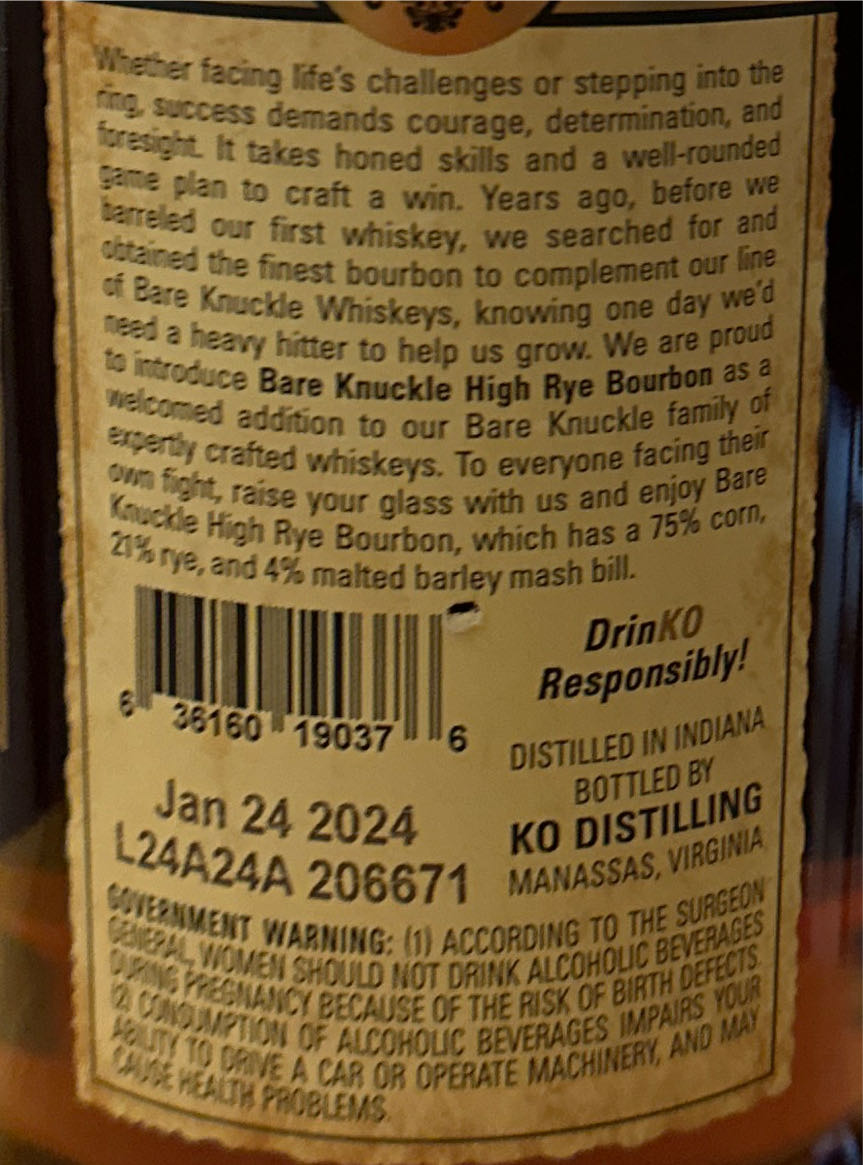 Whether facing life's challenges or stepping into the
ring, success demands courage, determination, and
foresight. It takes honed skills and a well-rounded
game plan to craft a win. Years ago, before we
barreled our first whiskey, we searched for and
obtained the finest bourbon to complement our line
of Bare Knuckle Whiskeys, knowing one day we'd
need a heavy hitter to help us grow. We are proud
to introduce Bare Knuckle High Rye Bourbon as a
welcomed addition to our Bare Knuckle family of
expertly crafted whiskeys. To everyone facing their
own fight, raise your glass with us and enjoy Bare
Knuckle High Rye Bourbon, which has a 75% corn,
21% rye, and 4% malted barley mash bill.
6 36160 19037 6
DrinKO
Responsibly!
DISTILLED IN INDIANA
BOTTLED BY
KO DISTILLING
MANASSAS, VIRGINIA
Jan 24 2024
L24A24A 206671
GOVERNMENT WARNING: (1) ACCORDING TO THE SURGEON
GENERAL, WOMEN SHOULD NOT DRINK ALCOHOLIC BEVERAGES
DURING PREGNANCY BECAUSE OF THE RISK OF BIRTH DEFECTS.
(2) CONSUMPTION OF ALCOHOLIC BEVERAGES IMPAIRS YOUR
ABILITY TO DRIVE A CAR OR OPERATE MACHINERY, AND MAY
CAUSE HEALTH PROBLEMS.